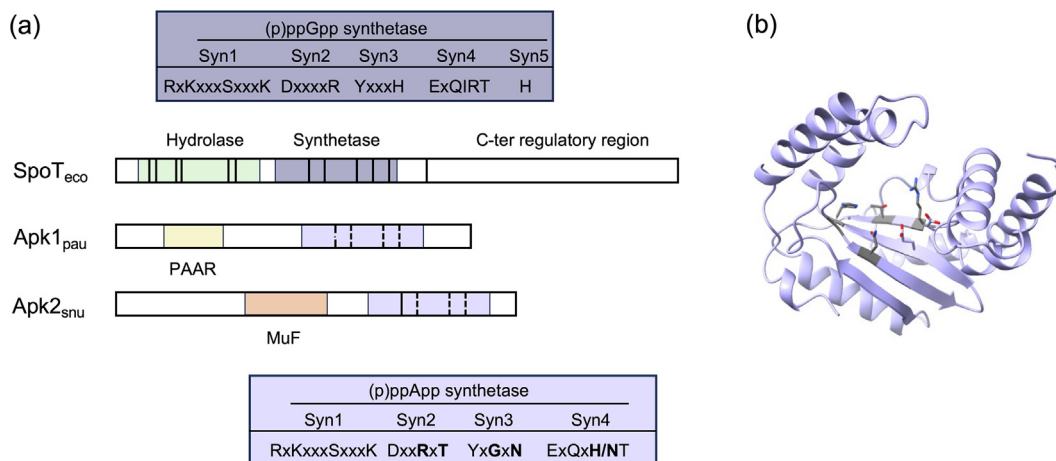 (a)
(p)ppGpp synthetase
Syn1 Syn2 Syn3 Syn4 Syn5
RxKxxxSxxxK DxxxxR YxxxH ExQIRT H
Hydrolase Synthetase C-ter regulatory region
SpoTeco
Apk1pau
PAAR
Apk2snu
MuF
(p)ppApp synthetase
Syn1 Syn2 Syn3 Syn4
RxKxxxSxxxK DxxRxT YxGxN ExQxH/NT
(b)